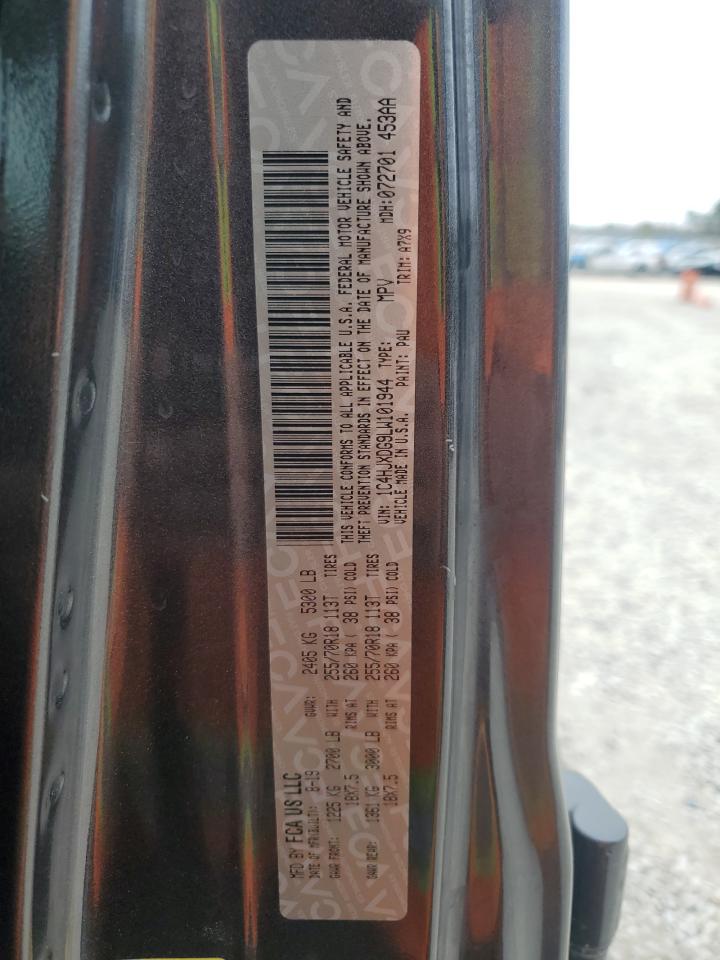 MFD BY FCA US LLC
DATE OF MFR: 8-19 GVWR: 2405 KG 5300 LB
GAWR FRONT: 1225 KG 2700 LB WITH 255/70R18 113T TIRES
18X7.5 RIMS AT 260 KPA ( 38 PSI) COLD
GAWR REAR: 1361 KG 3000 LB WITH 255/70R18 113T TIRES
18X7.5 RIMS AT 260 KPA ( 38 PSI) COLD
THIS VEHICLE CONFORMS TO ALL APPLICABLE U.S.A. FEDERAL MOTOR VEHICLE SAFETY AND
THEFT PREVENTION STANDARDS IN EFFECT ON THE DATE OF MANUFACTURE SHOWN ABOVE.
VIN: 1C4HJXDG9LW101944 TYPE: MPV MDH:072701 453AA
VEHICLE MADE IN U.S.A. PAINT: PAU TRIM: A7X9